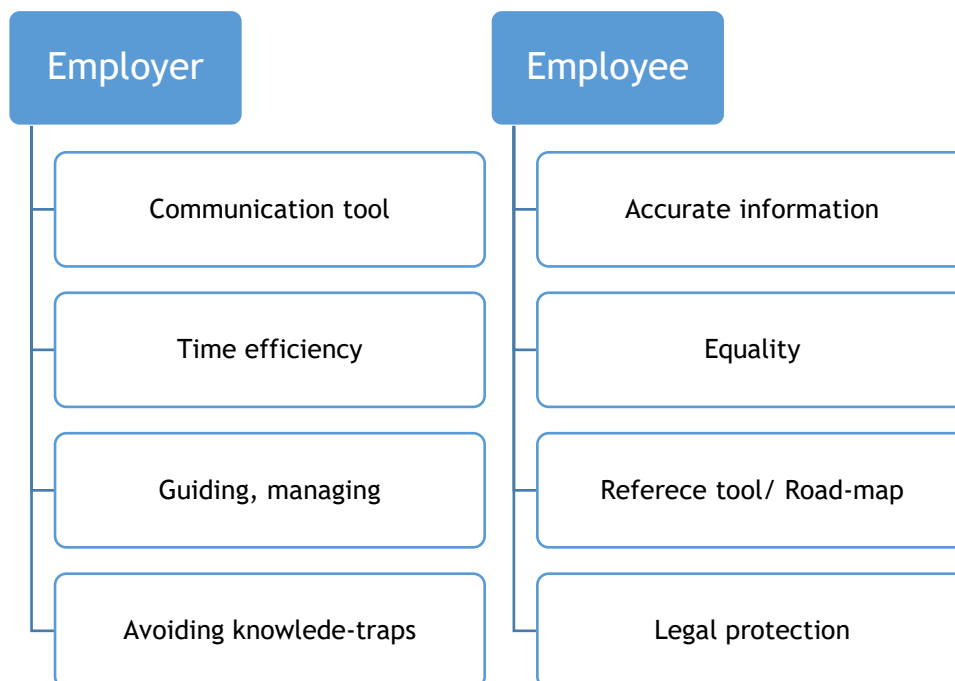 Employer
Communication tool
Time efficiency
Guiding, managing
Avoiding knowlede-traps
Employee
Accurate information
Equality
Referece tool/ Road-map
Legal protection